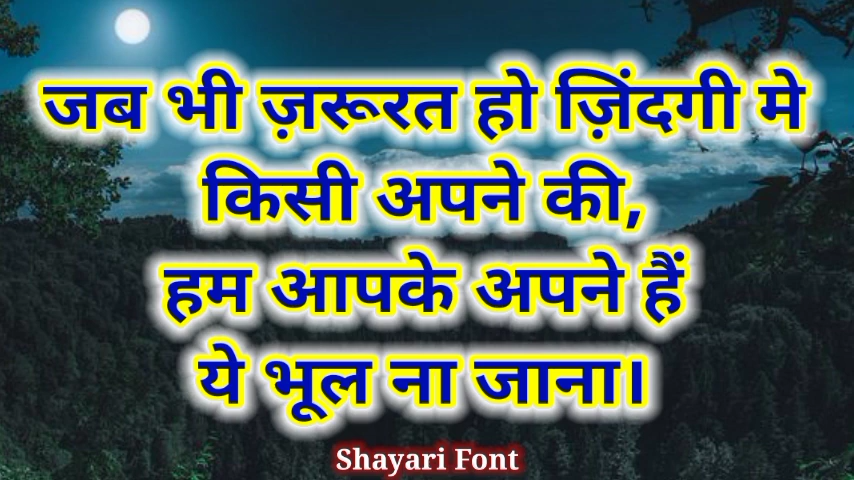 जब भी ज़रूरत हो ज़िंदगी मे
किसी अपने की,
हम आपके अपने हैं
ये भूल ना जाना।
Shayari Font